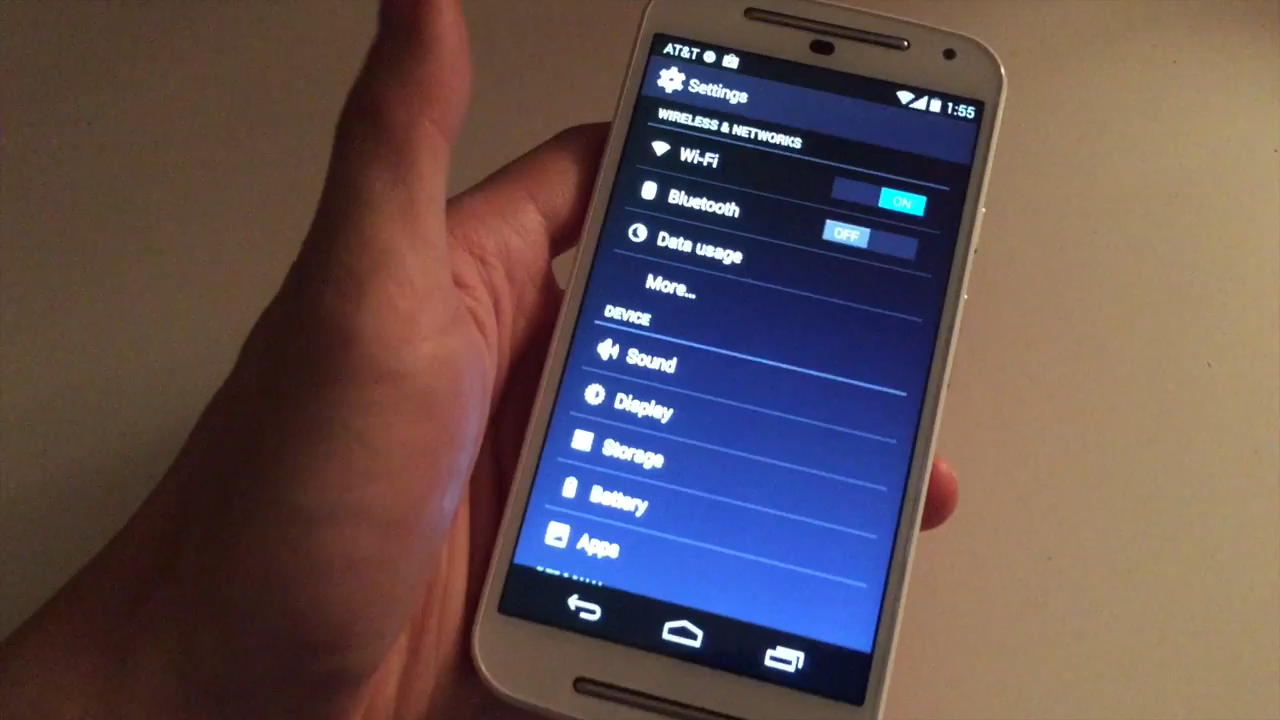 AT&T 1:55
Settings
WIRELESS & NETWORKS
Wi-Fi ON
Bluetooth OFF
Data usage
More...
DEVICE
Sound
Display
Storage
Battery
Apps